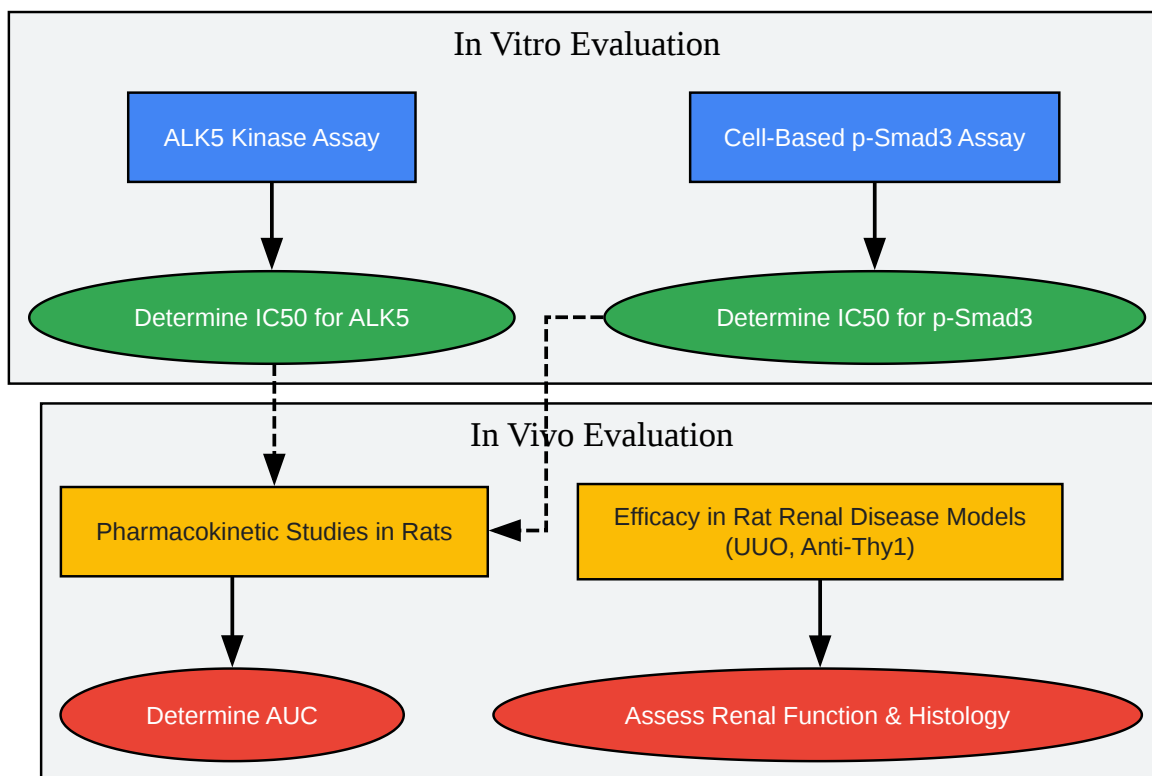 In Vitro Evaluation
ALK5 Kinase Assay
Cell-Based p-Smad3 Assay
Determine IC50 for ALK5
Determine IC50 for p-Smad3
In Vivo Evaluation
Pharmacokinetic Studies in Rats
Efficacy in Rat Renal Disease Models
(UUO, Anti-Thy1)
Determine AUC
Assess Renal Function & Histology